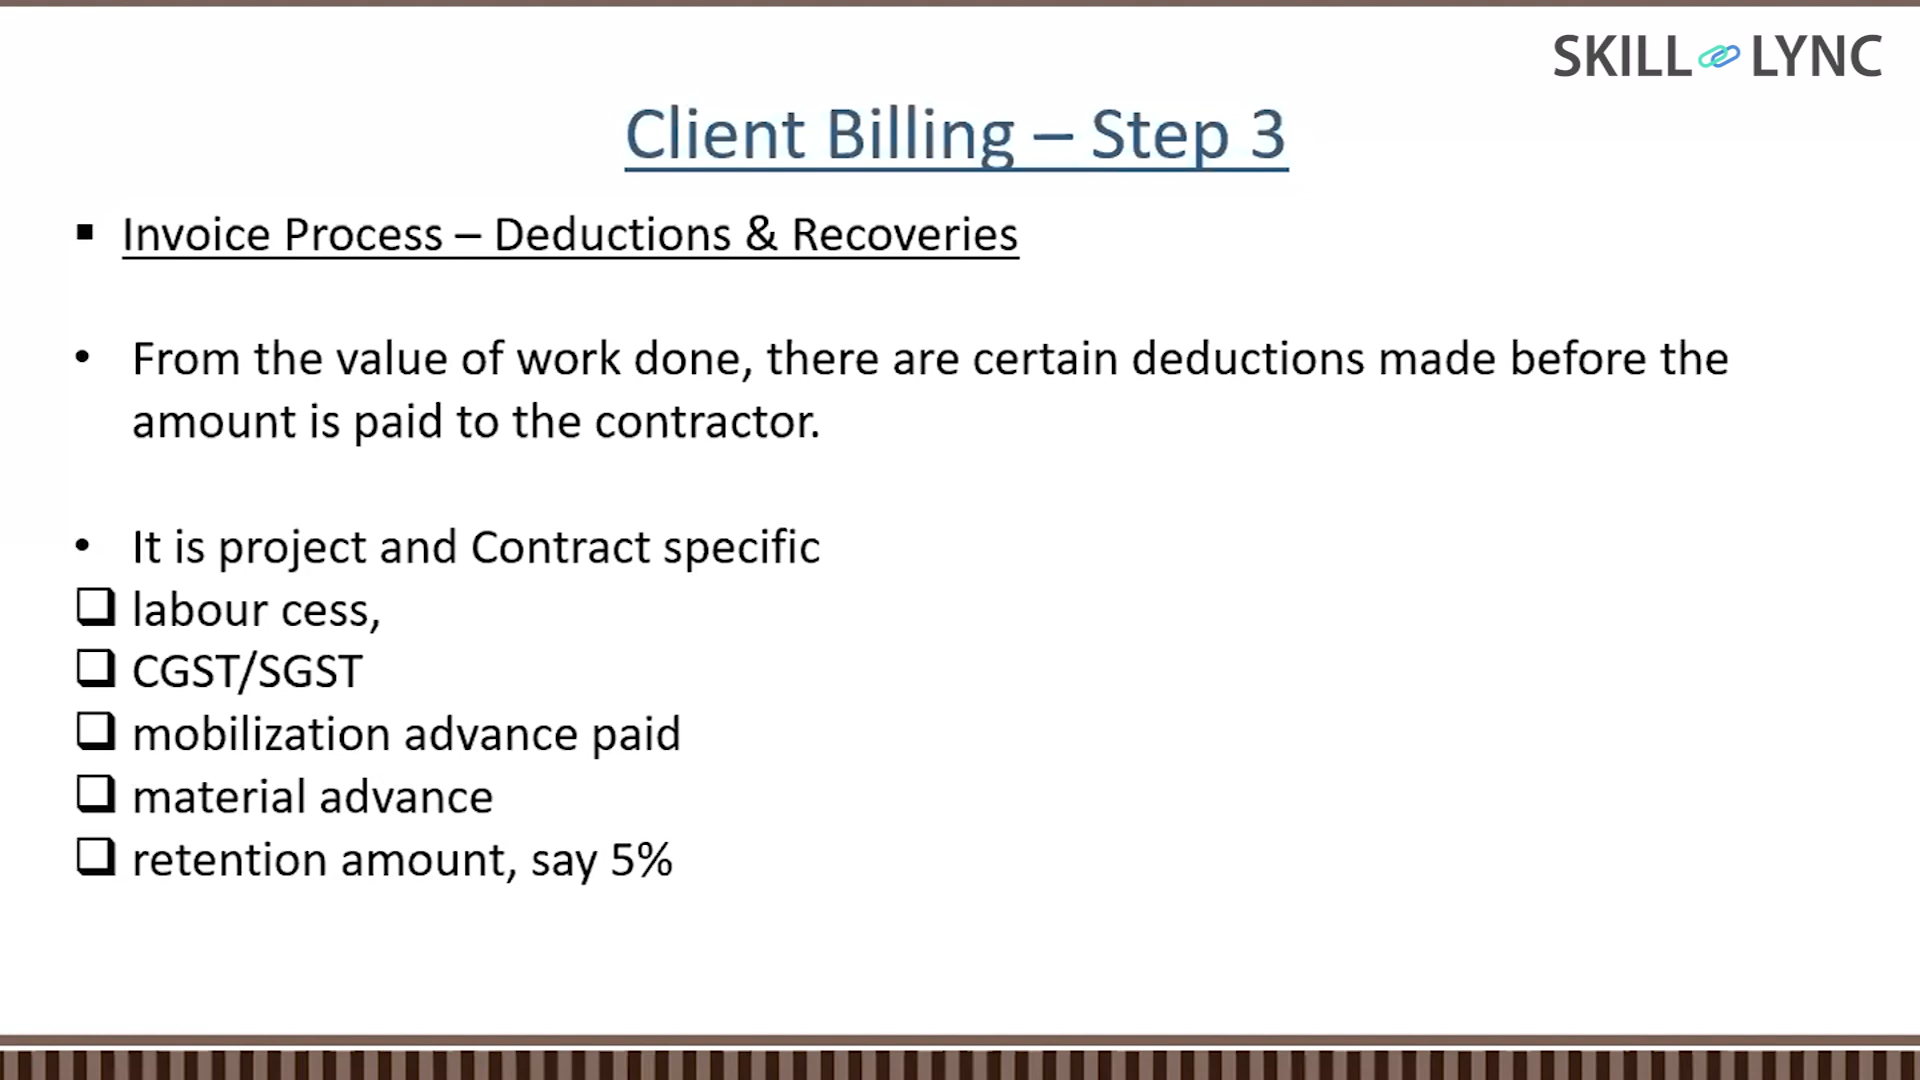 SKILL LYNC
Client Billing – Step 3
▪ Invoice Process – Deductions & Recoveries
• From the value of work done, there are certain deductions made before the
amount is paid to the contractor.
• It is project and Contract specific
❑ labour cess,
❑ CGST/SGST
❑ mobilization advance paid
❑ material advance
❑ retention amount, say 5%